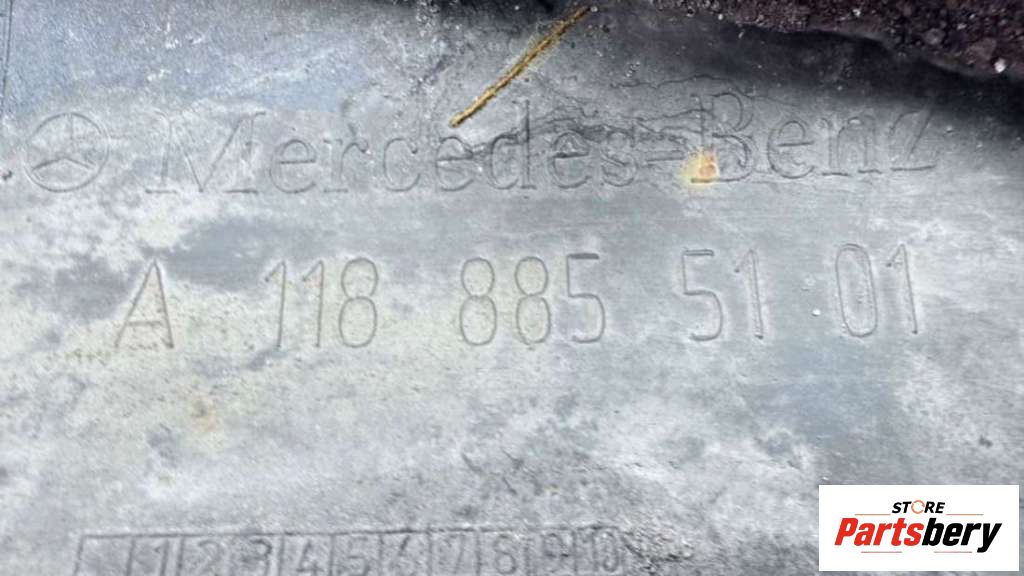 Mercedes-Benz
A 118 885 51 01
1 2 3 4 5 6 7 8 9 10
STORE
Partsbery